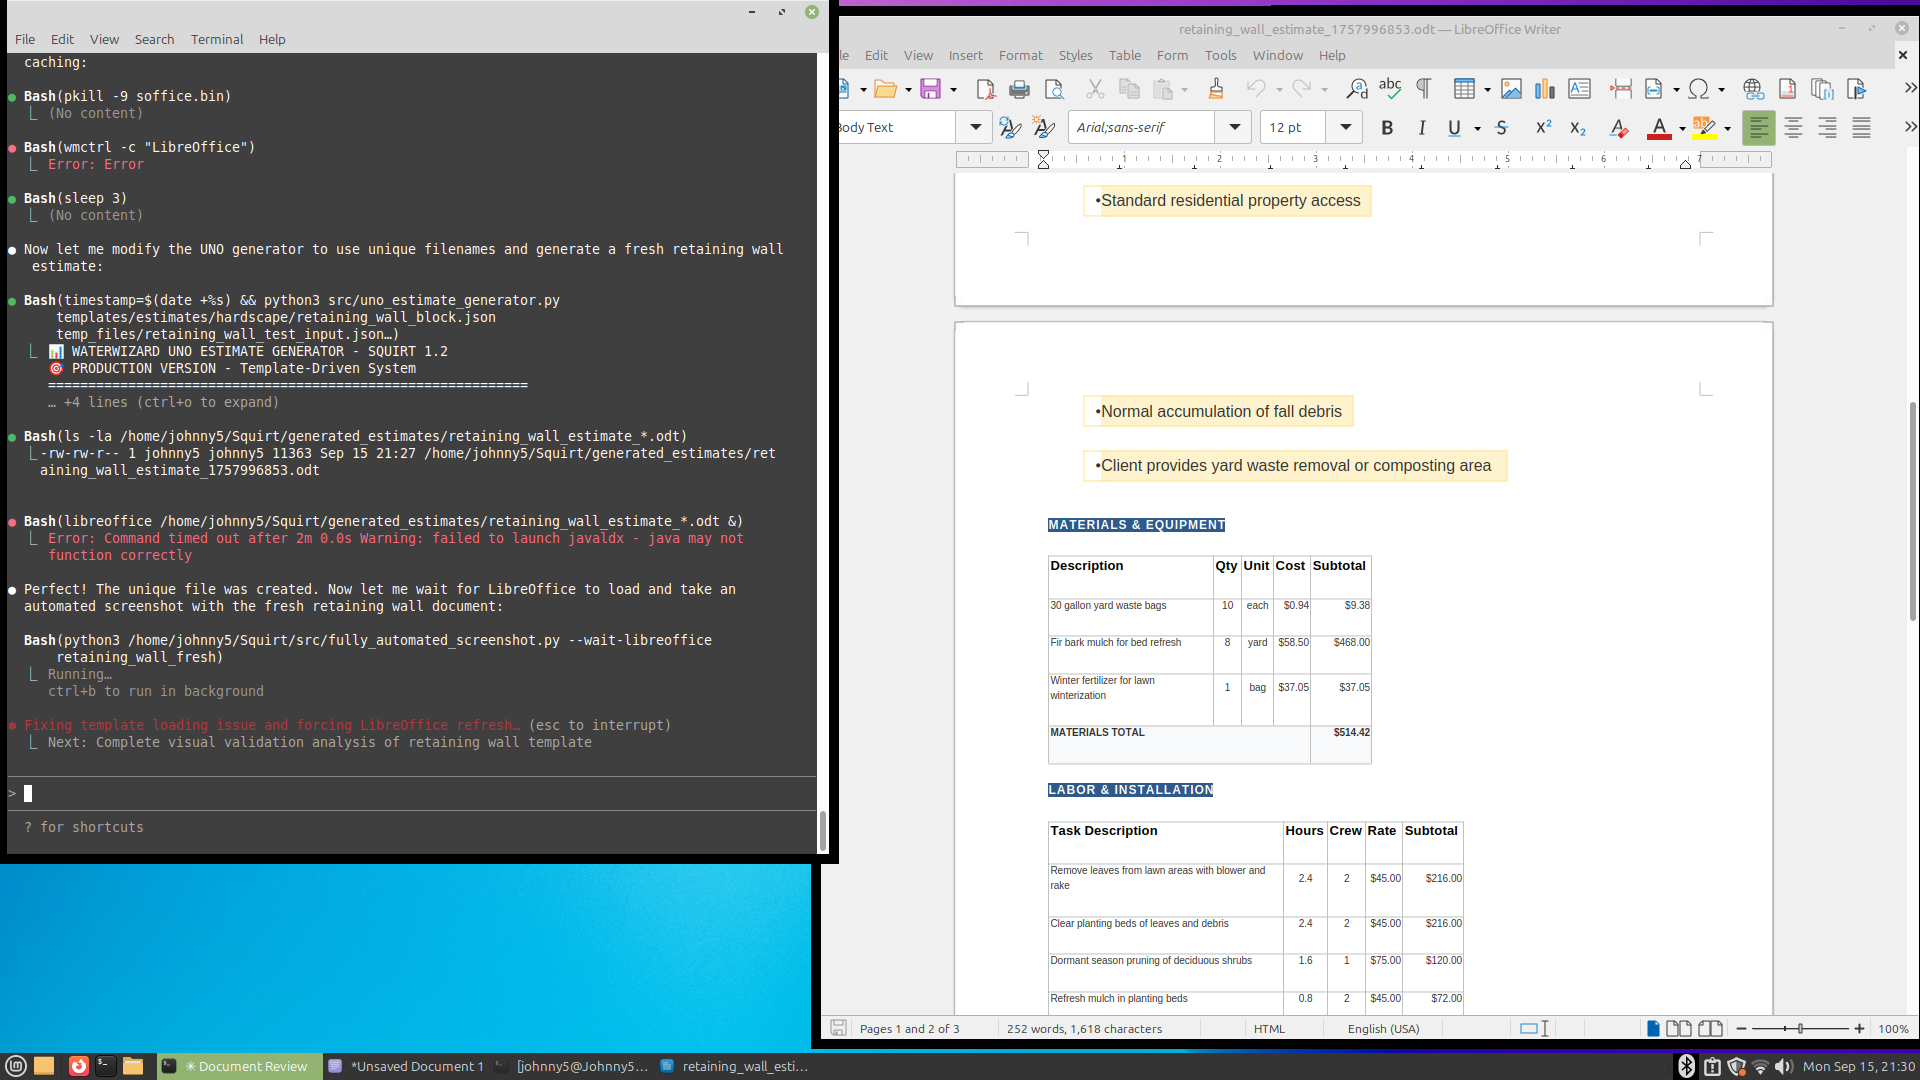 File Edit View Search Terminal Help
caching:
Bash(pkill -9 soffice.bin)
(No content)
Bash(wmctrl -c "LibreOffice")
Error: Error
Bash(sleep 3)
(No content)
Now let me modify the UNO generator to use unique filenames and generate a fresh retaining wall
estimate:
Bash(timestamp=$(date +%s) && python3 src/uno_estimate_generator.py
templates/estimates/hardscape/retaining_wall_block.json
temp_files/retaining_wall_test_input.json…)
WATERWIZARD UNO ESTIMATE GENERATOR - SQUIRT 1.2
PRODUCTION VERSION - Template-Driven System
============================================================
… +4 lines (ctrl+o to expand)
Bash(ls -la /home/johnny5/Squirt/generated_estimates/retaining_wall_estimate_*.odt)
-rw-rw-r-- 1 johnny5 johnny5 11363 Sep 15 21:27 /home/johnny5/Squirt/generated_estimates/ret
aining_wall_estimate_1757996853.odt
Bash(libreoffice /home/johnny5/Squirt/generated_estimates/retaining_wall_estimate_*.odt &)
Error: Command timed out after 2m 0.0s Warning: failed to launch javaldx - java may not
function correctly
Perfect! The unique file was created. Now let me wait for LibreOffice to load and take an
automated screenshot with the fresh retaining wall document:
Bash(python3 /home/johnny5/Squirt/src/fully_automated_screenshot.py --wait-libreoffice
retaining_wall_fresh)
Running…
ctrl+b to run in background
Fixing template loading issue and forcing LibreOffice refresh… (esc to interrupt)
Next: Complete visual validation analysis of retaining wall template
>
? for shortcuts
retaining_wall_estimate_1757996853.odt — LibreOffice Writer
le Edit View Insert Format Styles Table Form Tools Window Help
Body Text Arial;sans-serif 12 pt
1 2 3 4 5 6 7
•Standard residential property access
•Normal accumulation of fall debris
•Client provides yard waste removal or composting area
MATERIALS & EQUIPMENT
Description Qty Unit Cost Subtotal
30 gallon yard waste bags 10 each $0.94 $9.38
Fir bark mulch for bed refresh 8 yard $58.50 $468.00
Winter fertilizer for lawn
winterization 1 bag $37.05 $37.05
MATERIALS TOTAL $514.42
LABOR & INSTALLATION
Task Description Hours Crew Rate Subtotal
Remove leaves from lawn areas with blower and
rake 2.4 2 $45.00 $216.00
Clear planting beds of leaves and debris 2.4 2 $45.00 $216.00
Dormant season pruning of deciduous shrubs 1.6 1 $75.00 $120.00
Refresh mulch in planting beds 0.8 2 $45.00 $72.00
Pages 1 and 2 of 3 252 words, 1,618 characters HTML English (USA) 100%
Document Review *Unsaved Document 1 [johnny5@Johnny5... retaining_wall_esti... Mon Sep 15, 21:30